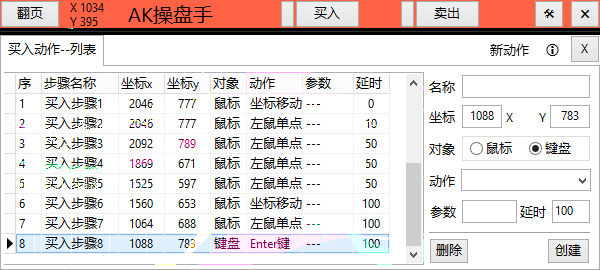 翻页 X 1034 Y 395 AK操盘手 买入 卖出 X
买入动作--列表 新动作 X
序 步骤名称 坐标x 坐标y 对象 动作 参数 延时
1 买入步骤1 2046 777 鼠标 坐标移动 --- 0
2 买入步骤2 2046 777 鼠标 左鼠单点 --- 10
3 买入步骤3 2092 789 鼠标 左鼠单点 --- 50
4 买入步骤4 1869 671 鼠标 左鼠单点 --- 50
5 买入步骤5 1525 597 鼠标 左鼠单点 --- 50
6 买入步骤6 1560 653 鼠标 坐标移动 --- 100
7 买入步骤7 1064 688 鼠标 左鼠单点 --- 100
8 买入步骤8 1088 783 键盘 Enter键 --- 100
名称
坐标 1088 X Y 783
对象 鼠标 键盘
动作
参数 延时 100
删除 创建